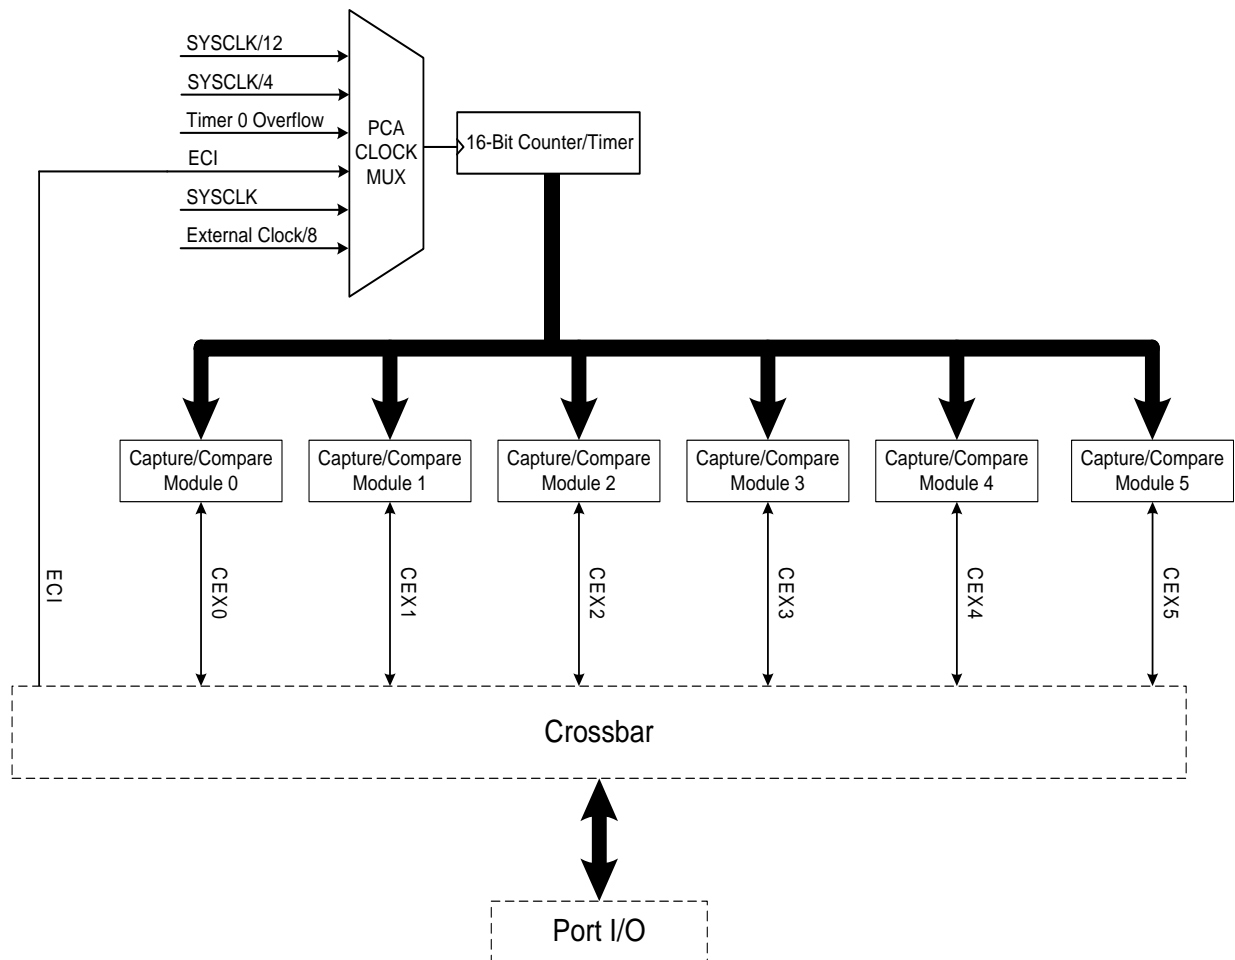 SYSCLK/12
SYSCLK/4
Timer 0 Overflow
ECI
SYSCLK
External Clock/8
PCA
CLOCK
MUX
16-Bit Counter/Timer
Capture/Compare
Module 0
Capture/Compare
Module 1
Capture/Compare
Module 2
Capture/Compare
Module 3
Capture/Compare
Module 4
Capture/Compare
Module 5
ECI
CEX0
CEX1
CEX2
CEX3
CEX4
CEX5
Crossbar
Port I/O